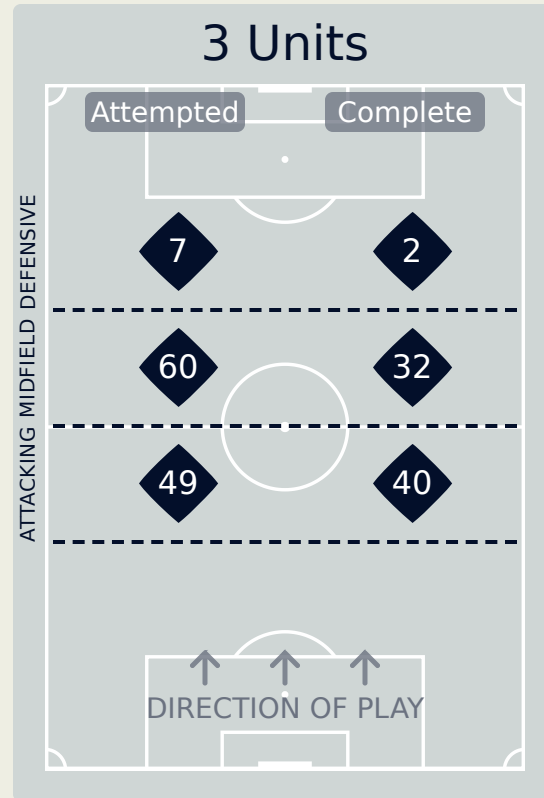 3 Units
Attempted Complete
7 2
60 32
49 40
ATTACKING MIDFIELD DEFENSIVE
DIRECTION OF PLAY